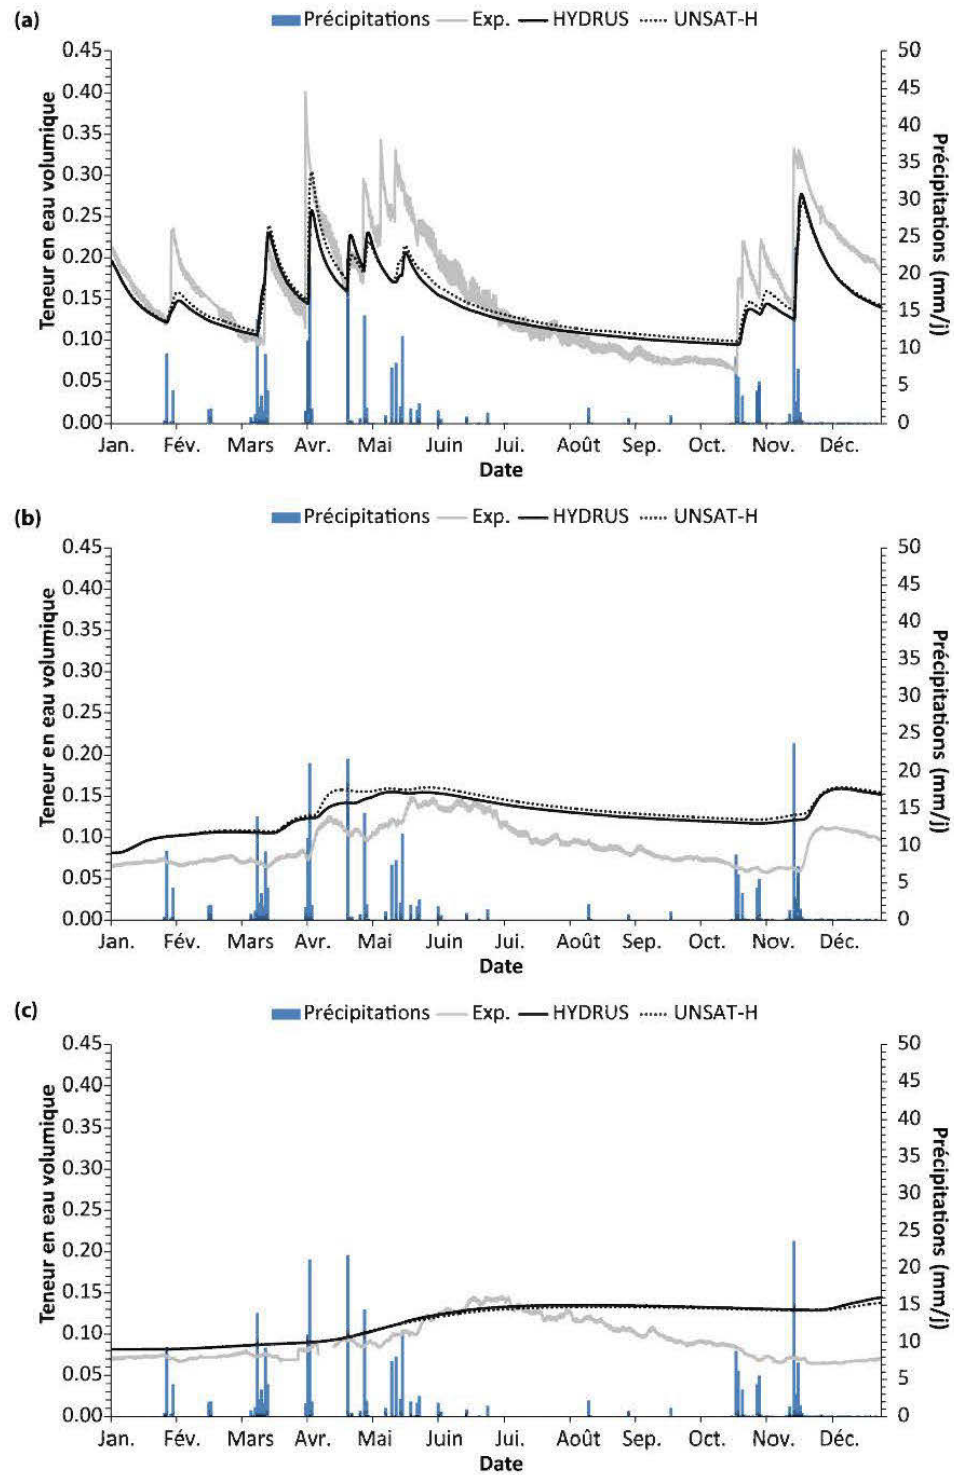 (a)
Précipitations Exp. HYDRUS UNSAT-H
0.45 50
0.40 45
0.35 40
0.30 35
0.25 30
0.20 25
0.15 20
0.10 15
0.05 10
0.00 5
0
Teneur en eau volumique
Précipitations (mm/j)
Jan. Fév. Mars Avr. Mai Juin Jui. Août Sep. Oct. Nov. Déc.
Date
(b)
Précipitations Exp. HYDRUS UNSAT-H
0.45 50
0.40 45
0.35 40
0.30 35
0.25 30
0.20 25
0.15 20
0.10 15
0.05 10
0.00 5
0
Teneur en eau volumique
Précipitations (mm/j)
Jan. Fév. Mars Avr. Mai Juin Jui. Août Sep. Oct. Nov. Déc.
Date
(c)
Précipitations Exp. HYDRUS UNSAT-H
0.45 50
0.40 45
0.35 40
0.30 35
0.25 30
0.20 25
0.15 20
0.10 15
0.05 10
0.00 5
0
Teneur en eau volumique
Précipitations (mm/j)
Jan. Fév. Mars Avr. Mai Juin Jui. Août Sep. Oct. Nov. Déc.
Date